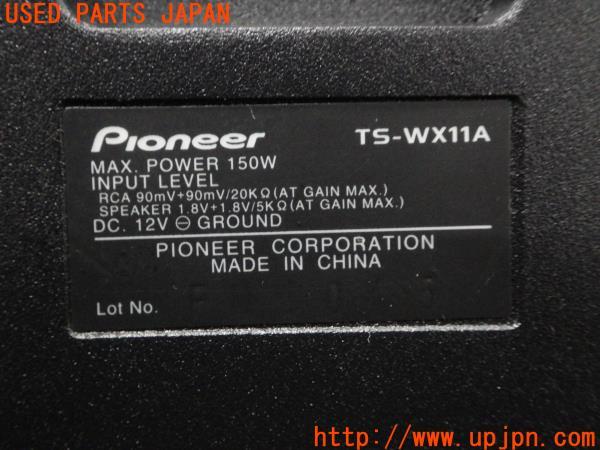 USED PARTS JAPAN
Pioneer TS-WX11A
MAX. POWER 150W
INPUT LEVEL
RCA 90mV+90mV/20KΩ(AT GAIN MAX.)
SPEAKER 1.8V+1.8V/5KΩ(AT GAIN MAX.)
DC. 12V ⊖ GROUND
PIONEER CORPORATION
MADE IN CHINA
Lot No.
UPJ
http://www.upjpn.com/